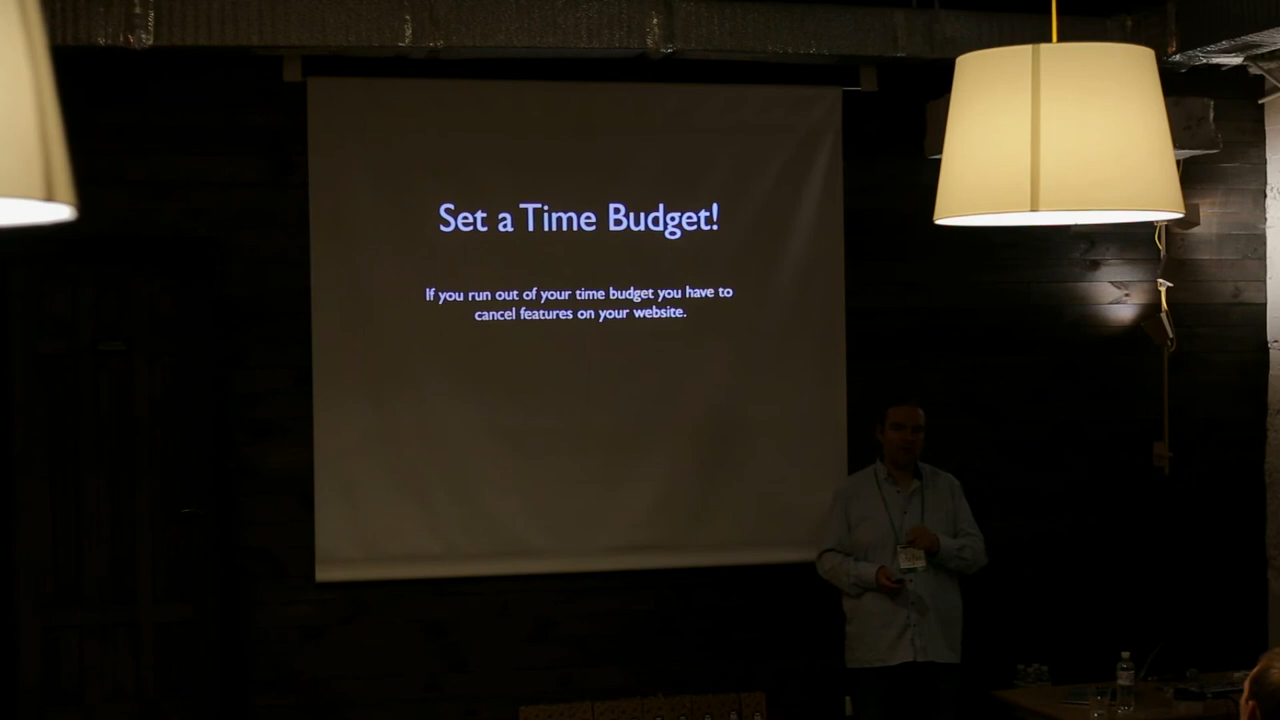 Set a Time Budget!
If you run out of your time budget you have to
cancel features on your website.